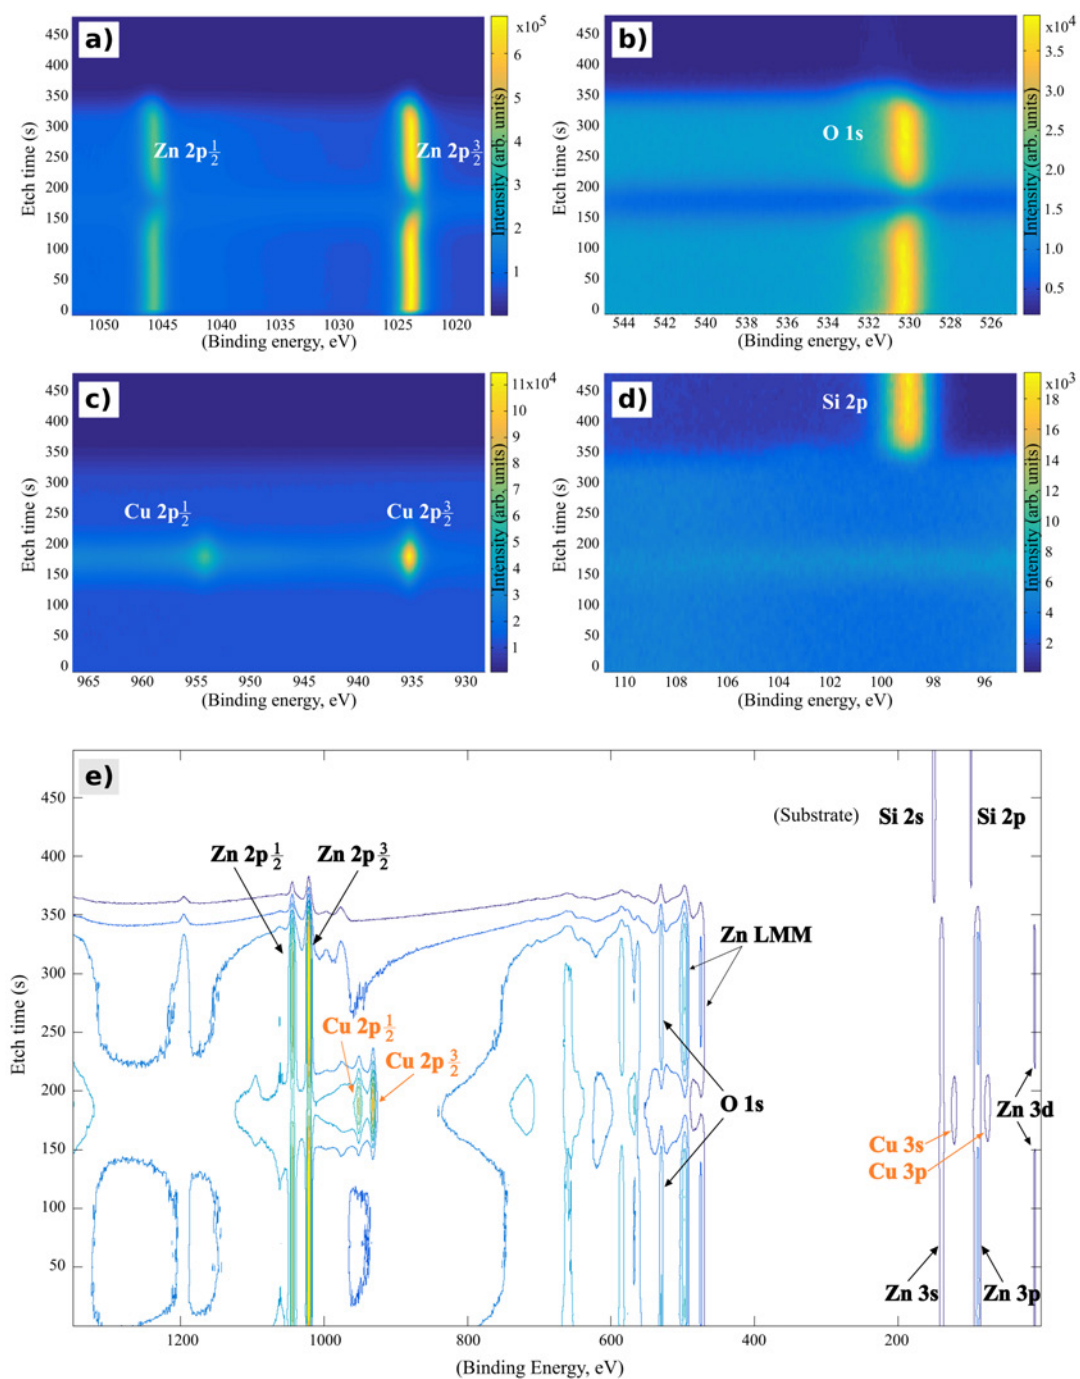 a)
x10⁵
450
400
350
300
250
200
150
100
50
0
Etch time (s)
Zn 2p½
Zn 2p3/2
1050 1045 1040 1035 1030 1025 1020
(Binding energy, eV)
6
5
4
3
2
1
Intensity (arb. units)
b)
x10⁴
450
400
350
300
250
200
150
100
50
0
Etch time (s)
O 1s
544 542 540 538 536 534 532 530 528 526
(Binding energy, eV)
4.0
3.5
3.0
2.5
2.0
1.5
1.0
0.5
Intensity (arb. units)
c)
11x10⁴
450
400
350
300
250
200
150
100
50
0
Etch time (s)
Cu 2p½
Cu 2p3/2
965 960 955 950 945 940 935 930
(Binding energy, eV)
10
9
8
7
6
5
4
3
2
1
Intensity (arb. units)
d)
x10³
450
400
350
300
250
200
150
100
50
0
Etch time (s)
Si 2p
110 108 106 104 102 100 98 96
(Binding energy, eV)
18
16
14
12
10
8
6
4
2
Intensity (arb. units)
e)
450
400
350
300
250
200
150
100
50
Etch time (s)
(Substrate) Si 2s Si 2p
Zn 2p½ Zn 2p3/2
Zn LMM
Cu 2p½
Cu 2p3/2
O 1s
Zn 3d
Cu 3s
Cu 3p
Zn 3s Zn 3p
1200 1000 800 600 400 200
(Binding Energy, eV)